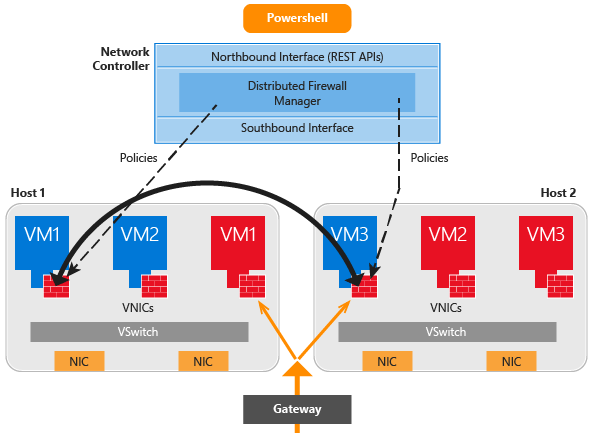 Powershell
Network
Controller
Northbound Interface (REST APIs)
Distributed Firewall
Manager
Southbound Interface
Policies
Policies
Host 1
Host 2
VM1
VM2
VM1
VM3
VM2
VM3
VNICs
VNICs
VSwitch
VSwitch
NIC
NIC
NIC
NIC
Gateway